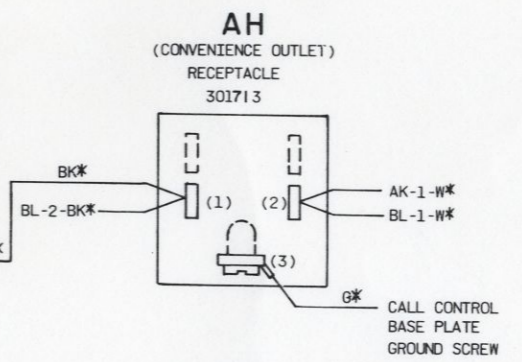 AH
(CONVENIENCE OUTLET)
RECEPTACLE
301713
BK*
BL-2-BK*
(1)
(2)
AK-1-W*
BL-1-W*
(3)
G*
CALL CONTROL
BASE PLATE
GROUND SCREW